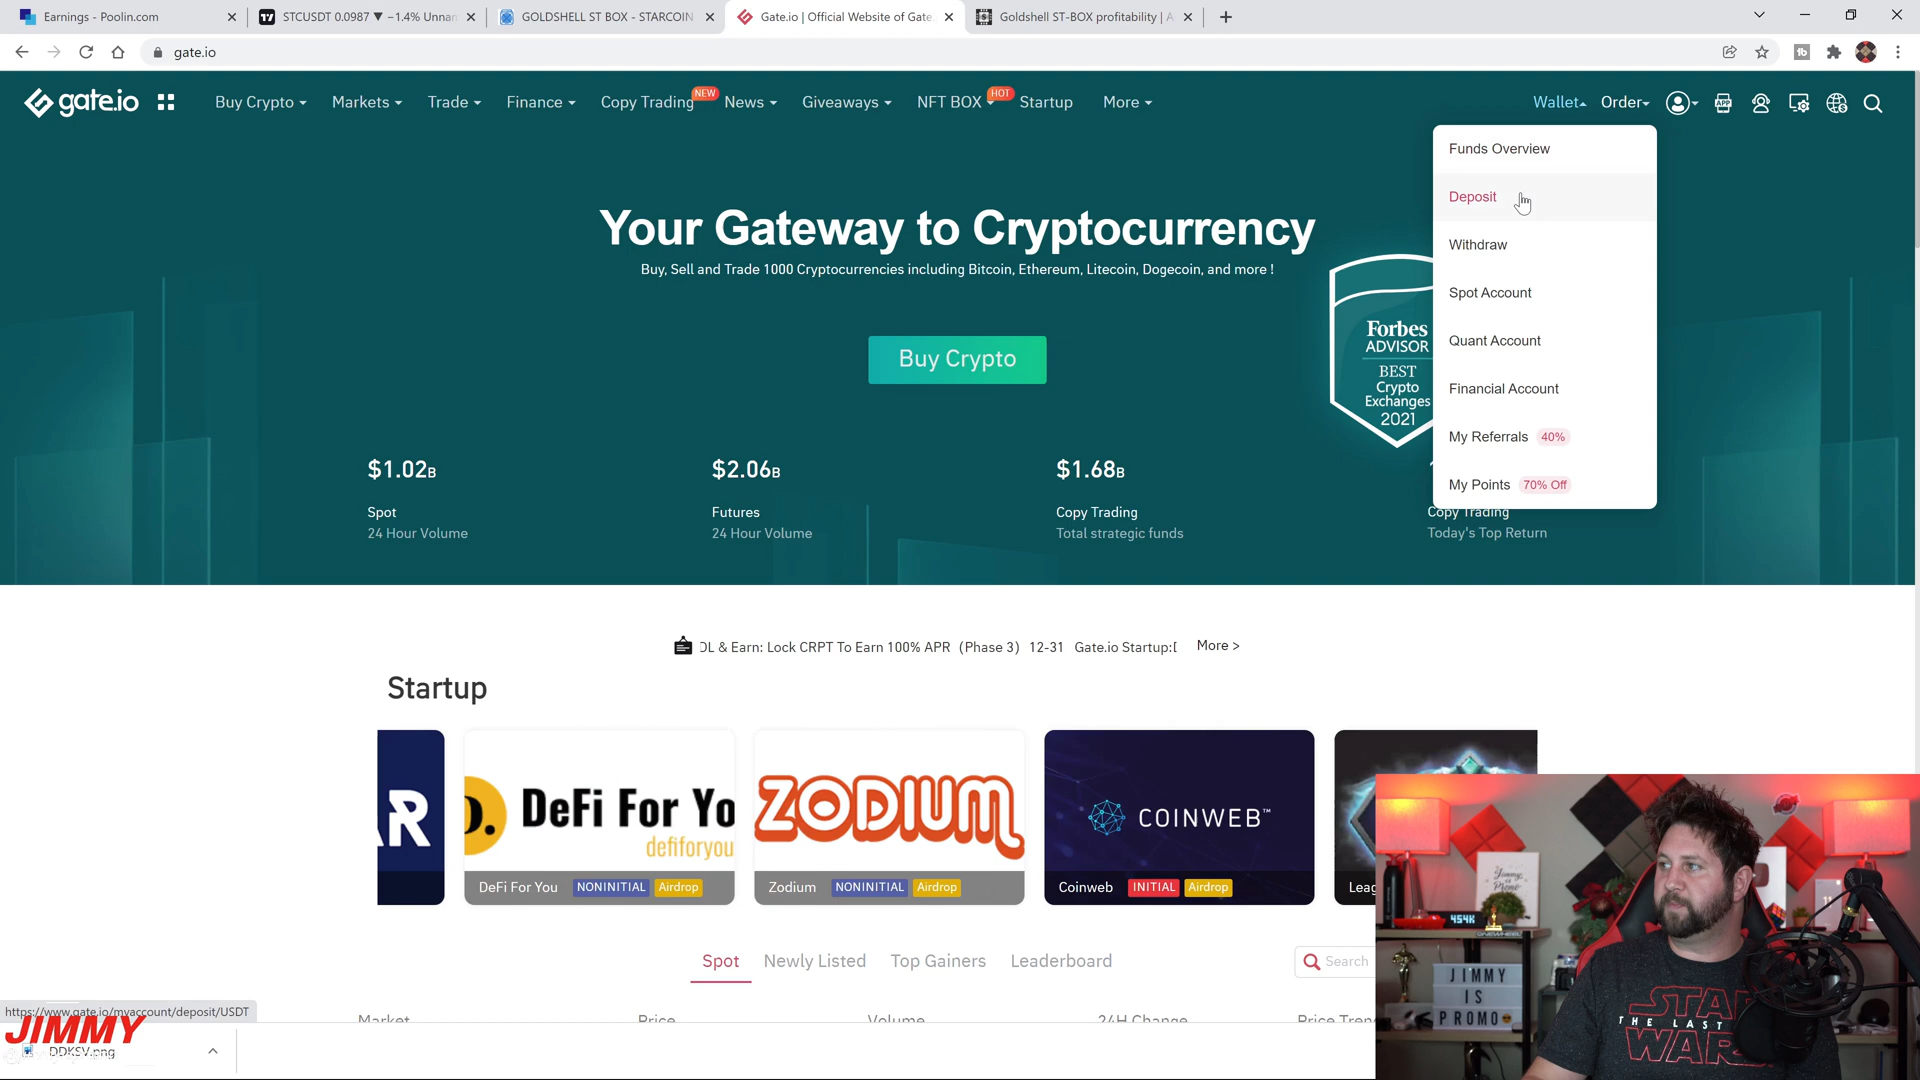 Earnings - Poolin.com
STCUSDT 0.0987 ▼ −1.4% Unnan
GOLDSHELL ST BOX - STARCOIN
Gate.io | Official Website of Gate.
Goldshell ST-BOX profitability | A
gate.io
gate.io
Buy Crypto
Markets
Trade
Finance
Copy Trading
NEW
News
Giveaways
NFT BOX
HOT
Startup
More
Wallet
Order
Funds Overview
Deposit
Withdraw
Spot Account
Quant Account
Financial Account
My Referrals 40%
My Points 70% Off
Your Gateway to Cryptocurrency
Buy, Sell and Trade 1000 Cryptocurrencies including Bitcoin, Ethereum, Litecoin, Dogecoin, and more !
Buy Crypto
Forbes
ADVISOR
BEST
Crypto
Exchanges
2021
$1.02B
Spot
24 Hour Volume
$2.06B
Futures
24 Hour Volume
$1.68B
Copy Trading
Total strategic funds
Copy Trading
Today's Top Return
DL & Earn: Lock CRPT To Earn 100% APR (Phase 3) 12-31 Gate.io Startup:
More >
Startup
AR
D.
DeFi For Yo
defiforyou
DeFi For You NONINITIAL Airdrop
ZODIUM
Zodium NONINITIAL Airdrop
COINWEB™
Coinweb INITIAL Airdrop
Leag
Spot
Newly Listed
Top Gainers
Leaderboard
Search
Market
Price
Volume
24H Change
Price Tren
https://www.gate.io/myaccount/deposit/USDT
JIMMY
DDKSV.png
454K
JIMMY
IS
PROMO
STAR
THE LAST
WARS